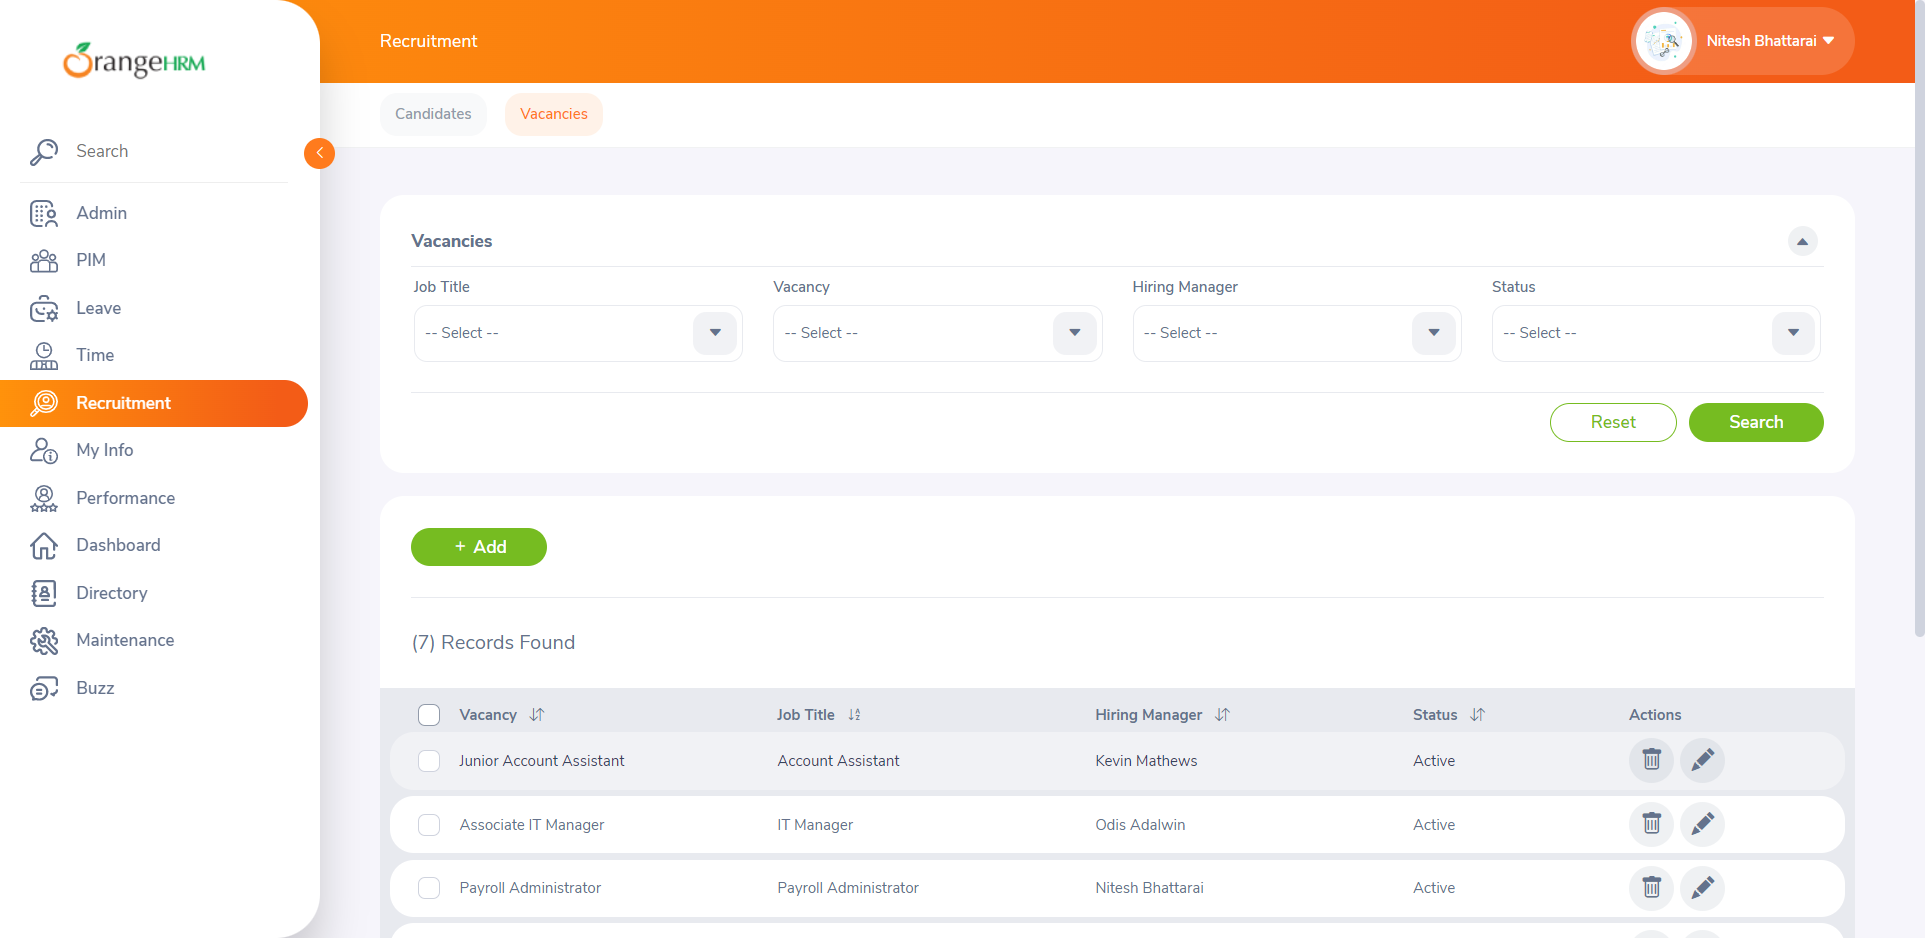 OrangeHRM
Recruitment
Nitesh Bhattarai
Candidates
Vacancies
Search
Admin
PIM
Leave
Time
Recruitment
My Info
Performance
Dashboard
Directory
Maintenance
Buzz
Vacancies
Job Title
Vacancy
Hiring Manager
Status
-- Select --
-- Select --
-- Select --
-- Select --
Reset
Search
+ Add
(7) Records Found
Vacancy
Job Title
Hiring Manager
Status
Actions
Junior Account Assistant
Account Assistant
Kevin Mathews
Active
Associate IT Manager
IT Manager
Odis Adalwin
Active
Payroll Administrator
Payroll Administrator
Nitesh Bhattarai
Active